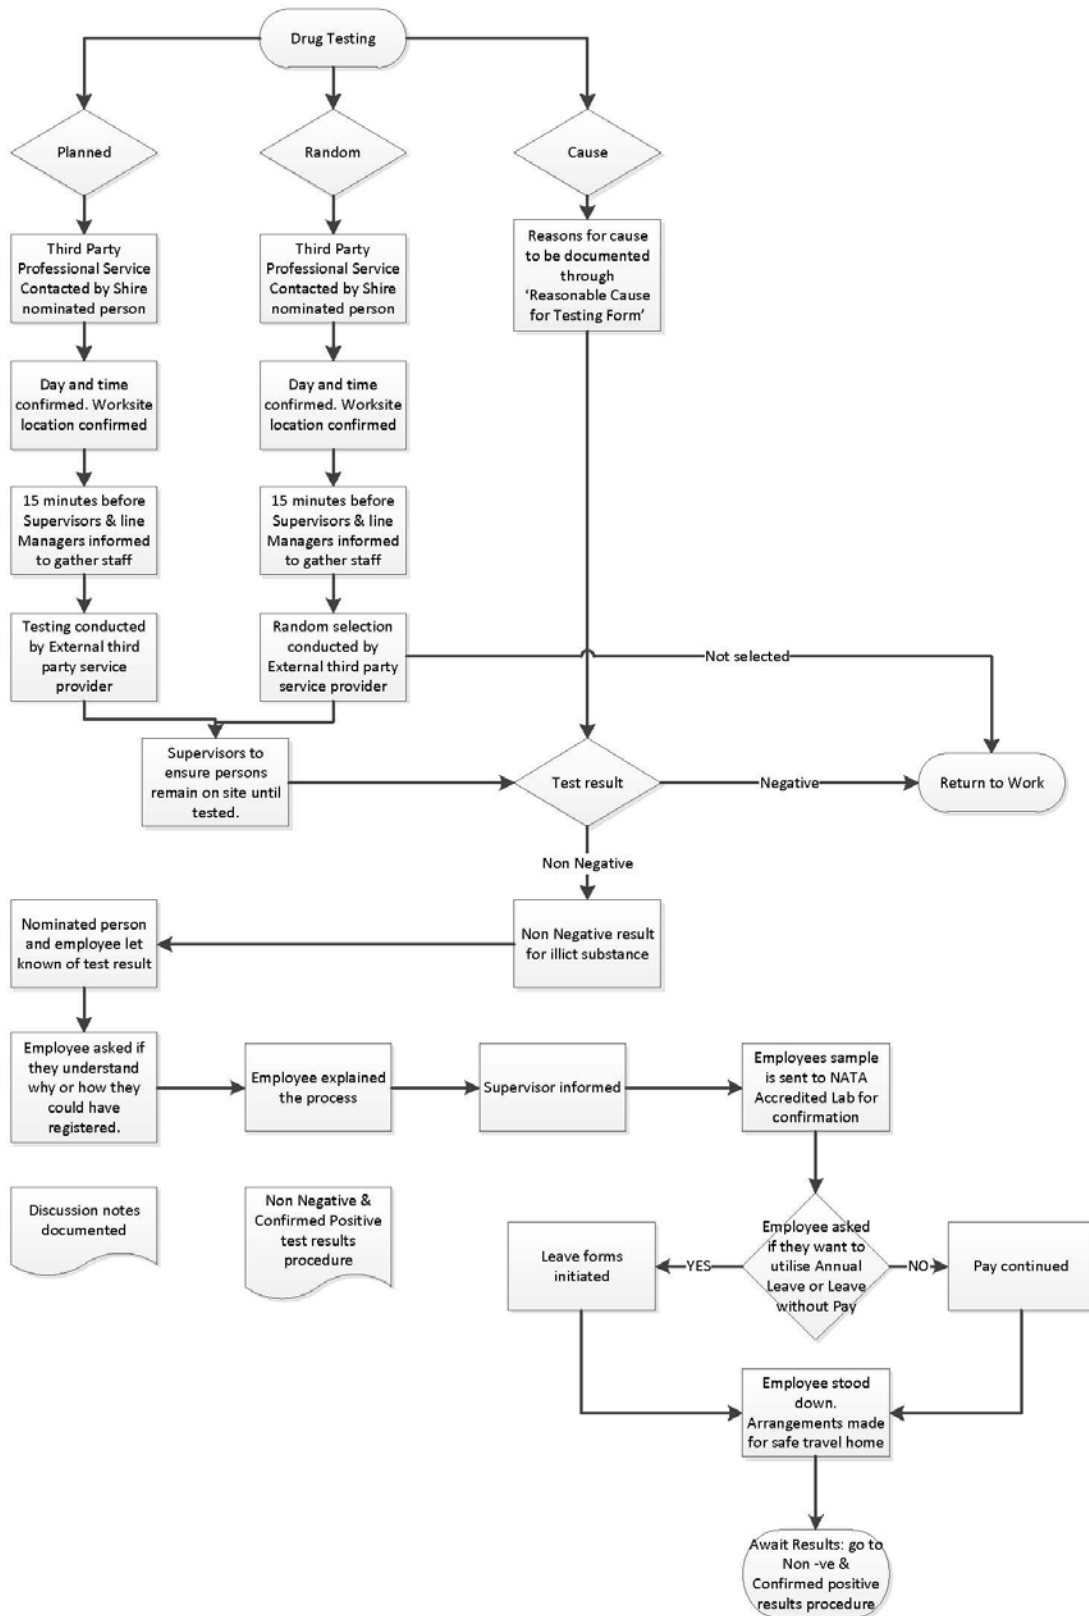 Drug Testing
Planned
Random
Cause
Third Party
Professional Service
Contacted by Shire
nominated person
Third Party
Professional Service
Contacted by Shire
nominated person
Reasons for cause
to be documented
through
‘Reasonable Cause
for Testing Form’
Day and time
confirmed. Worksite
location confirmed
Day and time
confirmed. Worksite
location confirmed
15 minutes before
Supervisors & line
Managers informed
to gather staff
15 minutes before
Supervisors & line
Managers informed
to gather staff
Testing conducted
by External third
party service
provider
Random selection
conducted by
External third party
service provider
Not selected
Supervisors to
ensure persons
remain on site until
tested.
Test result
Negative
Return to Work
Non Negative
Nominated person
and employee let
known of test result
Non Negative result
for illict substance
Employee asked if
they understand
why or how they
could have
registered.
Employee explained
the process
Supervisor informed
Employees sample
is sent to NATA
Accredited Lab for
confirmation
Discussion notes
documented
Non Negative &
Confirmed Positive
test results
procedure
Leave forms
initiated
YES
Employee asked
if they want to
utilise Annual
Leave or Leave
without Pay
NO
Pay continued
Employee stood
down.
Arrangements made
for safe travel home
Await Results: go to
Non -ve &
Confirmed positive
results procedure